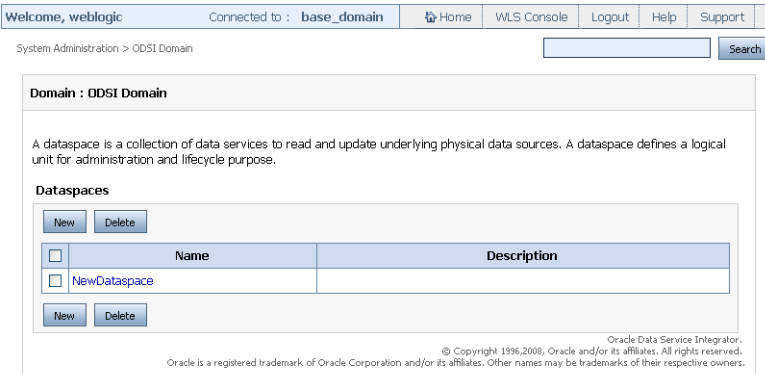 Welcome, weblogic Connected to : base_domain Home WLS Console Logout Help Support
System Administration > ODSI Domain Search
Domain : ODSI Domain
A dataspace is a collection of data services to read and update underlying physical data sources. A dataspace defines a logical
unit for administration and lifecycle purpose.
Dataspaces
New Delete
Name Description
NewDataspace
New Delete
Oracle Data Service Integrator.
© Copyright 1996,2008, Oracle and/or its affiliates. All rights reserved.
Oracle is a registered trademark of Oracle Corporation and/or its affiliates. Other names may be trademarks of their respective owners.